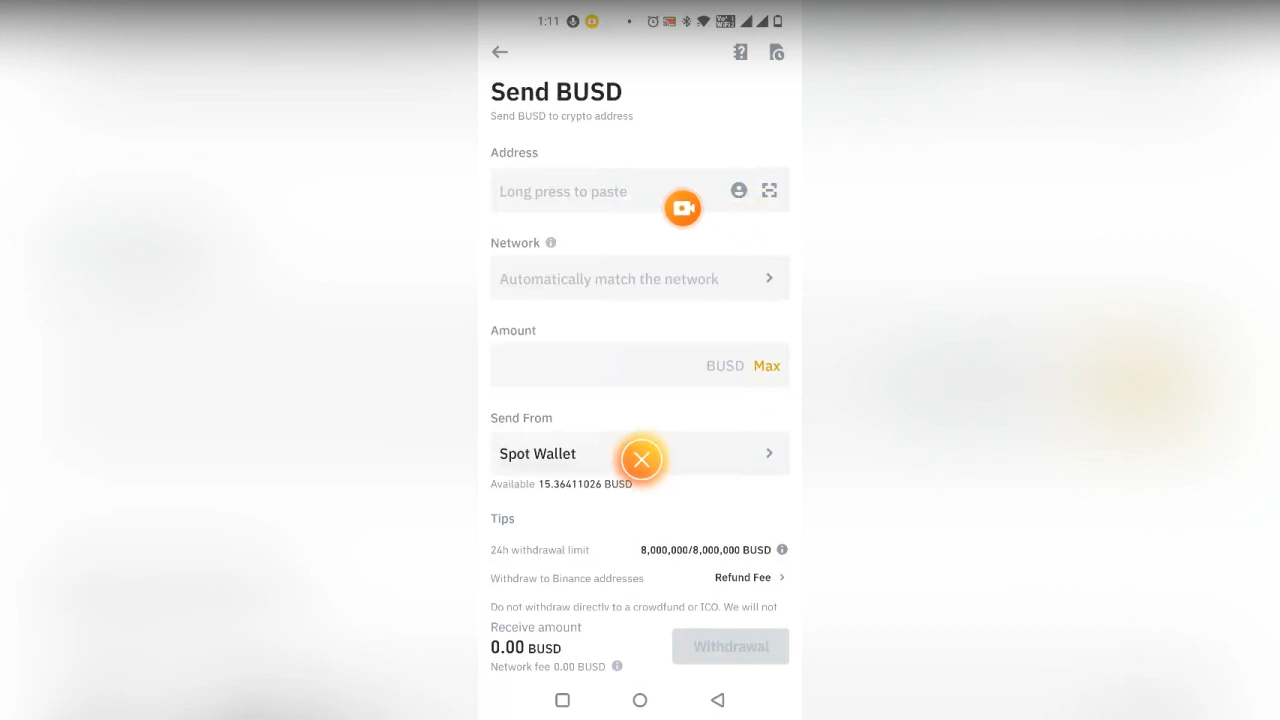 1:11
Send BUSD
Send BUSD to crypto address
Address
Long press to paste
Network
Automatically match the network
Amount
BUSD Max
Send From
Spot Wallet
Available 15.36411026 BUSD
Tips
24h withdrawal limit 8,000,000/8,000,000 BUSD
Withdraw to Binance addresses Refund Fee
Do not withdraw directly to a crowdfund or ICO. We will not
Receive amount
0.00 BUSD
Withdrawal
Network fee 0.00 BUSD